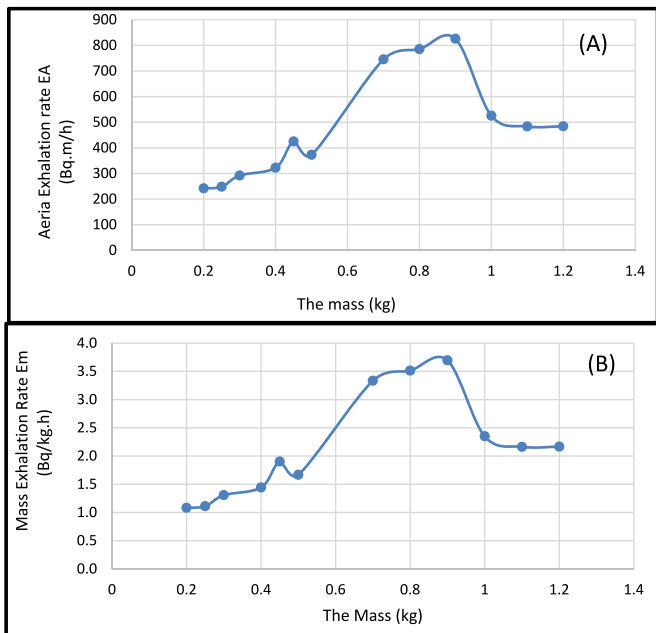 (A)
Aeria Exhalation rate EA
(Bq.m/h)
900
800
700
600
500
400
300
200
100
0
0 0.2 0.4 0.6 0.8 1 1.2 1.4
The mass (kg)
(B)
Mass Exhalation Rate Em
(Bq/kg.h)
4.0
3.5
3.0
2.5
2.0
1.5
1.0
0.5
0.0
0 0.2 0.4 0.6 0.8 1 1.2 1.4
The Mass (kg)